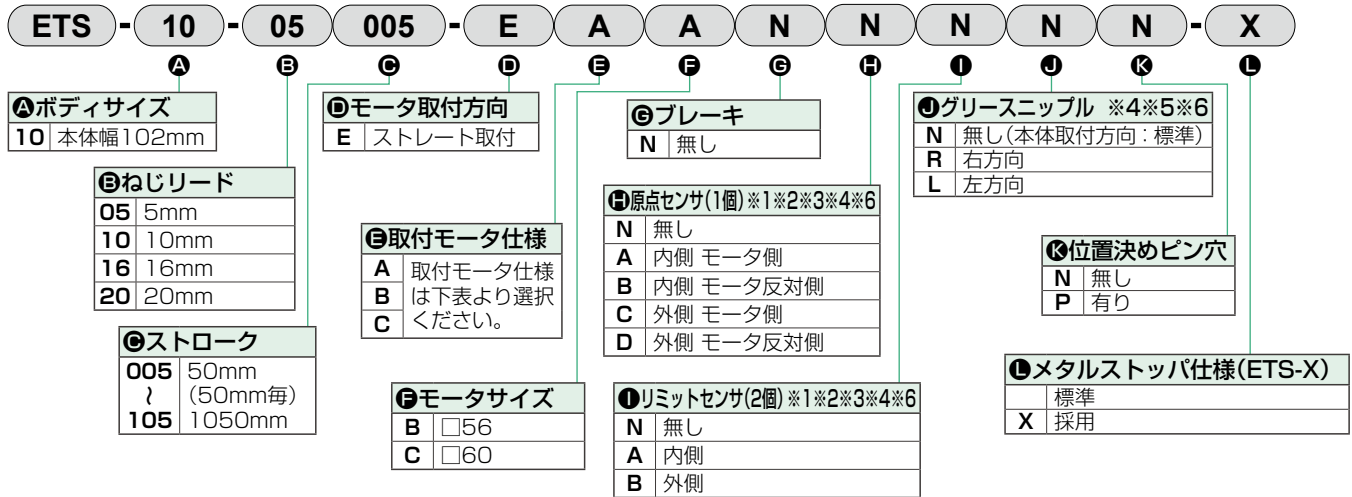 ETS - 10 - 05 005 - E A A N N N N N - X
Ⓐ Ⓑ Ⓒ Ⓓ Ⓔ Ⓕ Ⓖ Ⓗ Ⓘ Ⓙ Ⓚ Ⓛ
Ⓐボディサイズ
10 本体幅102mm
Ⓑねじリード
05 5mm
10 10mm
16 16mm
20 20mm
Ⓒストローク
005 50mm
〜 (50mm毎)
105 1050mm
Ⓓモータ取付方向
E ストレート取付
Ⓔ取付モータ仕様
A 取付モータ仕様
B は下表より選択
C ください。
Ⓕモータサイズ
B □56
C □60
Ⓖブレーキ
N 無し
Ⓗ原点センサ(1個)※1※2※3※4※6
N 無し
A 内側 モータ側
B 内側 モータ反対側
C 外側 モータ側
D 外側 モータ反対側
Ⓘリミットセンサ(2個)※1※2※3※4※6
N 無し
A 内側
B 外側
Ⓙグリースニップル ※4※5※6
N 無し(本体取付方向:標準)
R 右方向
L 左方向
Ⓚ位置決めピン穴
N 無し
P 有り
Ⓛメタルストッパ仕様(ETS-X)
標準
X 採用